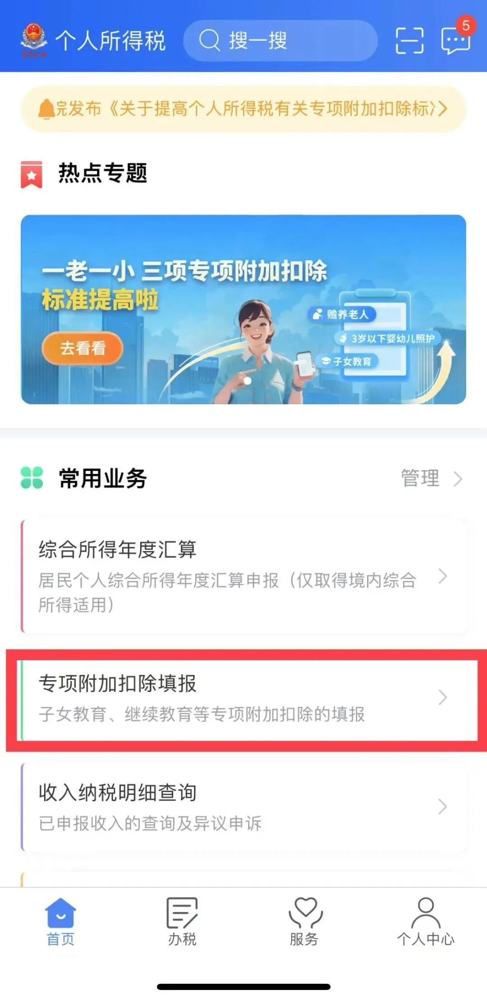 个人所得税
搜一搜
5
院发布《关于提高个人所得税有关专项附加扣除标
热点专题
一老一小 三项专项附加扣除
标准提高啦
去看看
赡养老人
3岁以下婴幼儿照护
子女教育
常用业务
管理
综合所得年度汇算
居民个人综合所得年度汇算申报（仅取得境内综合
所得适用）
专项附加扣除填报
子女教育、继续教育等专项附加扣除的填报
收入纳税明细查询
已申报收入的查询及异议申诉
首页
办税
服务
个人中心